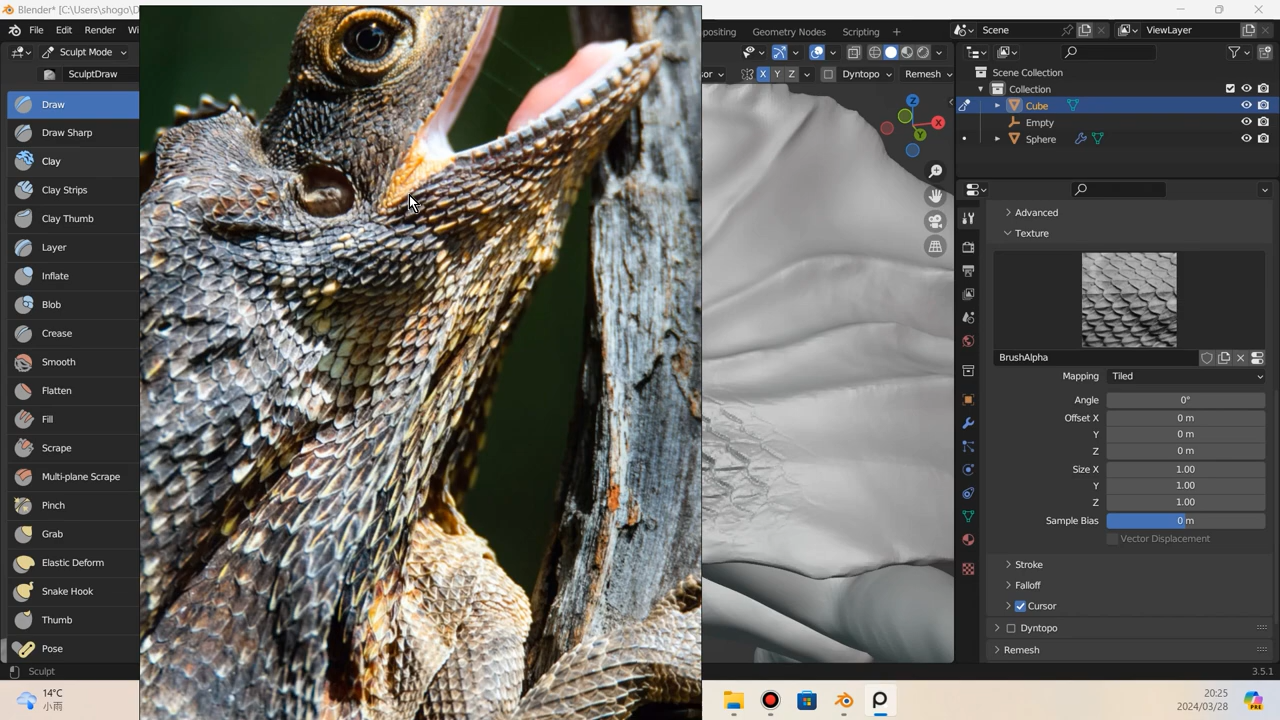 Blender* [C:\Users\shogo\D
File
Edit
Render
Sculpt Mode
SculptDraw
Draw
Draw Sharp
Clay
Clay Strips
Clay Thumb
Layer
Inflate
Blob
Crease
Smooth
Flatten
Fill
Scrape
Multi-plane Scrape
Pinch
Grab
Elastic Deform
Snake Hook
Thumb
Pose
Sculpt
positing
Geometry Nodes
Scripting
Scene
ViewLayer
X Y Z
Dyntopo
Remesh
Z
X
Y
Scene Collection
Collection
Cube
Empty
Sphere
Advanced
Texture
BrushAlpha
Mapping Tiled
Angle 0°
Offset X 0 m
Y 0 m
Z 0 m
Size X 1.00
Y 1.00
Z 1.00
Sample Bias 0 m
Vector Displacement
Stroke
Falloff
Cursor
Dyntopo
Remesh
3.5.1
14°C
小雨
20:25
2024/03/28